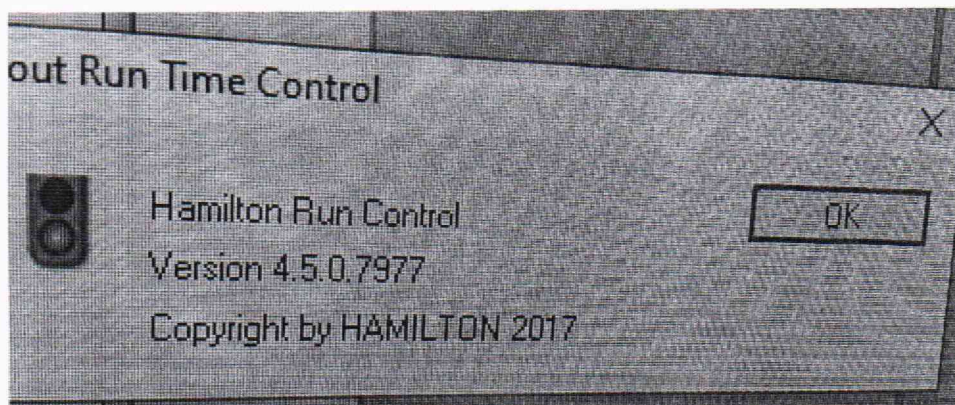 out Run Time Control
Hamilton Run Control
OK
Version 4.5.0.7977
Copyright by HAMILTON 2017